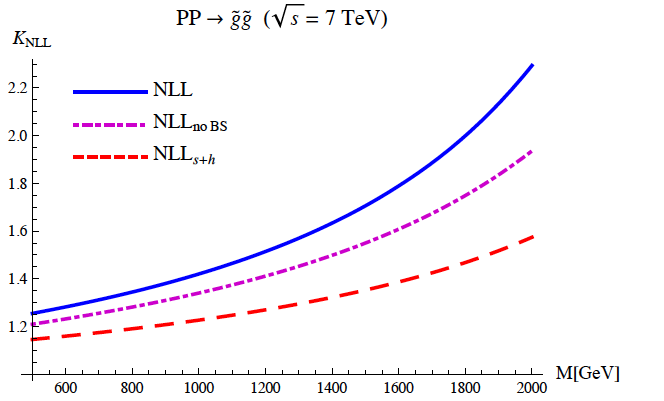 PP → g̃g̃ (√s = 7 TeV)
K_NLL
NLL
NLL_no BS
NLL_s+h
2.2
2.0
1.8
1.6
1.4
1.2
600 800 1000 1200 1400 1600 1800 2000 M[GeV]